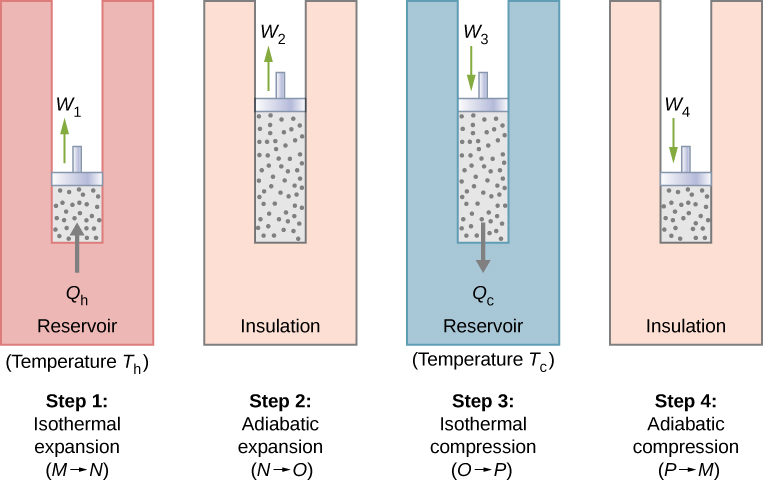 W1
Qh
Reservoir
(Temperature Th)
Step 1:
Isothermal
expansion
(M→N)
W2
Insulation
Step 2:
Adiabatic
expansion
(N→O)
W3
Qc
Reservoir
(Temperature Tc)
Step 3:
Isothermal
compression
(O→P)
W4
Insulation
Step 4:
Adiabatic
compression
(P→M)